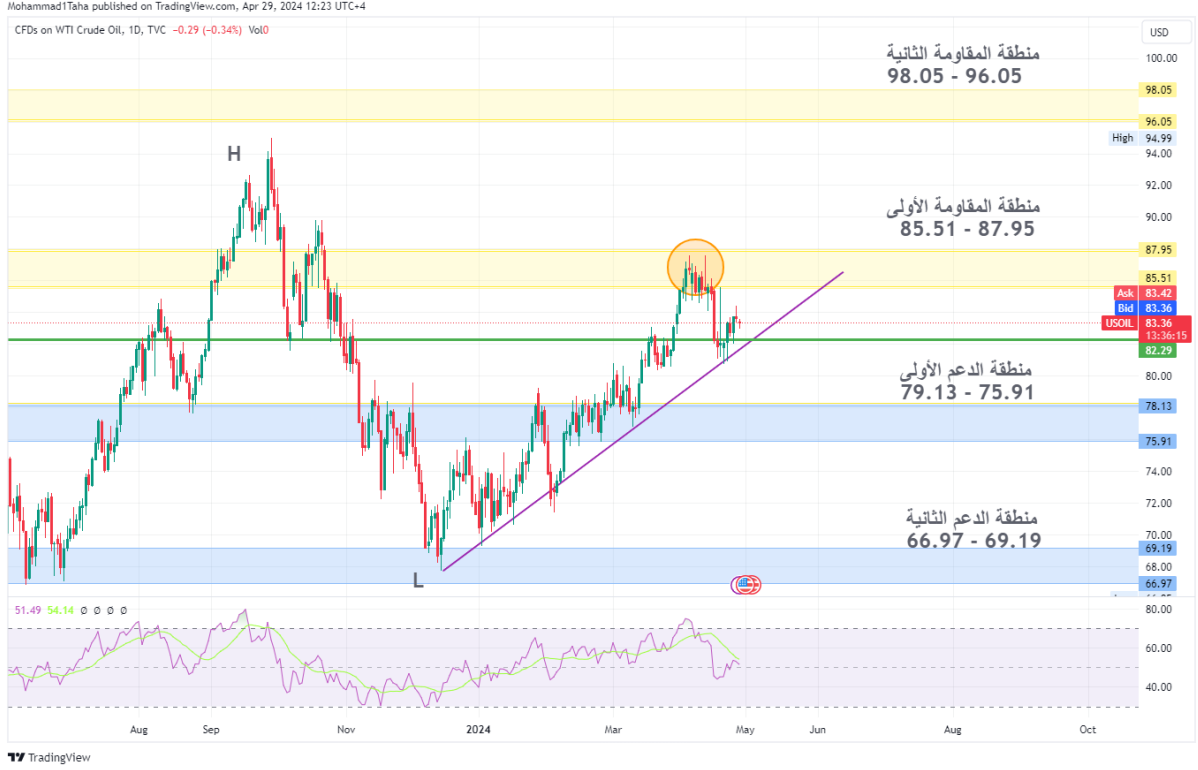 Mohammad1Taha published on TradingView.com, Apr 29, 2024 12:23 UTC+4
CFDs on WTI Crude Oil, 1D, TVC −0.29 (−0.34%) Vol0
USD
100.00
منطقة المقاومة الثانية
98.05 - 96.05
98.05
96.05
High 94.99
94.00
H
92.00
90.00
منطقة المقاومة الأولى
85.51 - 87.95
87.95
85.51
Ask 83.42
Bid 83.36
USOIL 83.36
13:36:15
82.29
80.00
منطقة الدعم الأولى
79.13 - 75.91
78.13
75.91
74.00
72.00
منطقة الدعم الثانية
66.97 - 69.19
70.00
69.19
68.00
66.97
L
51.49 54.14 ∅ ∅ ∅ ∅
80.00
60.00
40.00
Aug Sep Nov 2024 Mar May Jun Aug Oct
TradingView